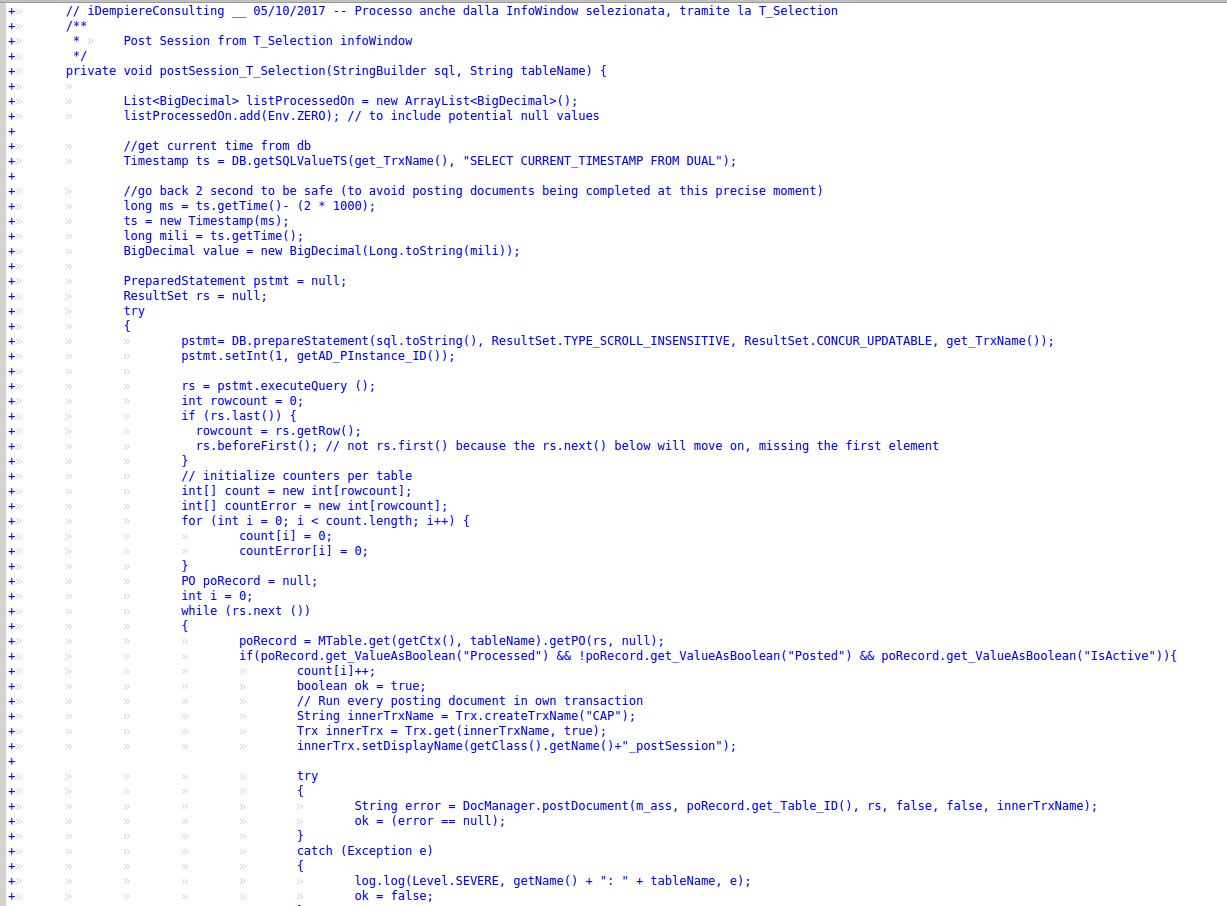 +»	// iDempiereConsulting __ 05/10/2017 -- Processo anche dalla InfoWindow selezionata, tramite la T_Selection
+»	/**
+»	 * »	Post Session from T_Selection infoWindow
+»	 */
+»	private void postSession_T_Selection(StringBuilder sql, String tableName) {
+»	»
+»	»	List<BigDecimal> listProcessedOn = new ArrayList<BigDecimal>();
+»	»	listProcessedOn.add(Env.ZERO); // to include potential null values
+
+»	»	//get current time from db
+»	»	Timestamp ts = DB.getSQLValueTS(get_TrxName(), "SELECT CURRENT_TIMESTAMP FROM DUAL");
+
+»	»	//go back 2 second to be safe (to avoid posting documents being completed at this precise moment)
+»	»	long ms = ts.getTime()- (2 * 1000);
+»	»	ts = new Timestamp(ms);
+»	»	long mili = ts.getTime();
+»	»	BigDecimal value = new BigDecimal(Long.toString(mili));
+»	»
+»	»	PreparedStatement pstmt = null;
+»	»	ResultSet rs = null;
+»	»	try
+»	»	{
+»	»	»	pstmt= DB.prepareStatement(sql.toString(), ResultSet.TYPE_SCROLL_INSENSITIVE, ResultSet.CONCUR_UPDATABLE, get_TrxName());
+»	»	»	pstmt.setInt(1, getAD_PInstance_ID());
+»	»	»
+»	»	»	rs = pstmt.executeQuery ();
+»	»	»	int rowcount = 0;
+»	»	»	if (rs.last()) {
+»	»	»	  rowcount = rs.getRow();
+»	»	»	  rs.beforeFirst(); // not rs.first() because the rs.next() below will move on, missing the first element
+»	»	»	}
+»	»	»	// initialize counters per table
+»	»	»	int[] count = new int[rowcount];
+»	»	»	int[] countError = new int[rowcount];
+»	»	»	for (int i = 0; i < count.length; i++) {
+»	»	»	»	count[i] = 0;
+»	»	»	»	countError[i] = 0;
+»	»	»	}
+»	»	»	PO poRecord = null;
+»	»	»	int i = 0;
+»	»	»	while (rs.next ())
+»	»	»	{
+»	»	»	»	poRecord = MTable.get(getCtx(), tableName).getPO(rs, null);
+»	»	»	»	if(poRecord.get_ValueAsBoolean("Processed") && !poRecord.get_ValueAsBoolean("Posted") && poRecord.get_ValueAsBoolean("IsActive")){
+»	»	»	»	»	count[i]++;
+»	»	»	»	»	boolean ok = true;
+»	»	»	»	»	// Run every posting document in own transaction
+»	»	»	»	»	String innerTrxName = Trx.createTrxName("CAP");
+»	»	»	»	»	Trx innerTrx = Trx.get(innerTrxName, true);
+»	»	»	»	»	innerTrx.setDisplayName(getClass().getName()+"_postSession");
+
+»	»	»	»	»	try
+»	»	»	»	»	{
+»	»	»	»	»	»	String error = DocManager.postDocument(m_ass, poRecord.get_Table_ID(), rs, false, false, innerTrxName);
+»	»	»	»	»	»	ok = (error == null);
+»	»	»	»	»	}
+»	»	»	»	»	catch (Exception e)
+»	»	»	»	»	{
+»	»	»	»	»	»	log.log(Level.SEVERE, getName() + ": " + tableName, e);
+»	»	»	»	»	»	ok = false;